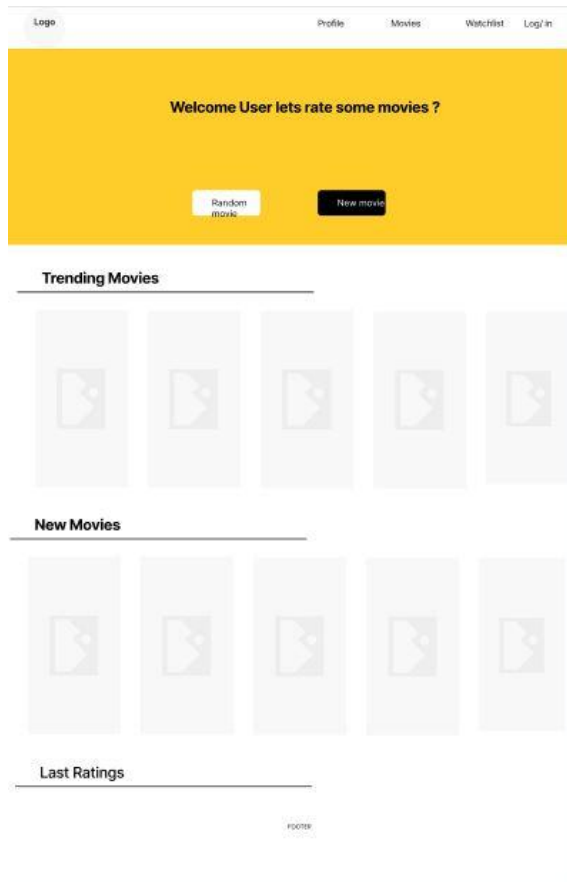 Logo
Profile
Movies
Watchlist
Log/ in
Welcome User lets rate some movies ?
Random
movie
New movie
Trending Movies
New Movies
Last Ratings
FOOTER